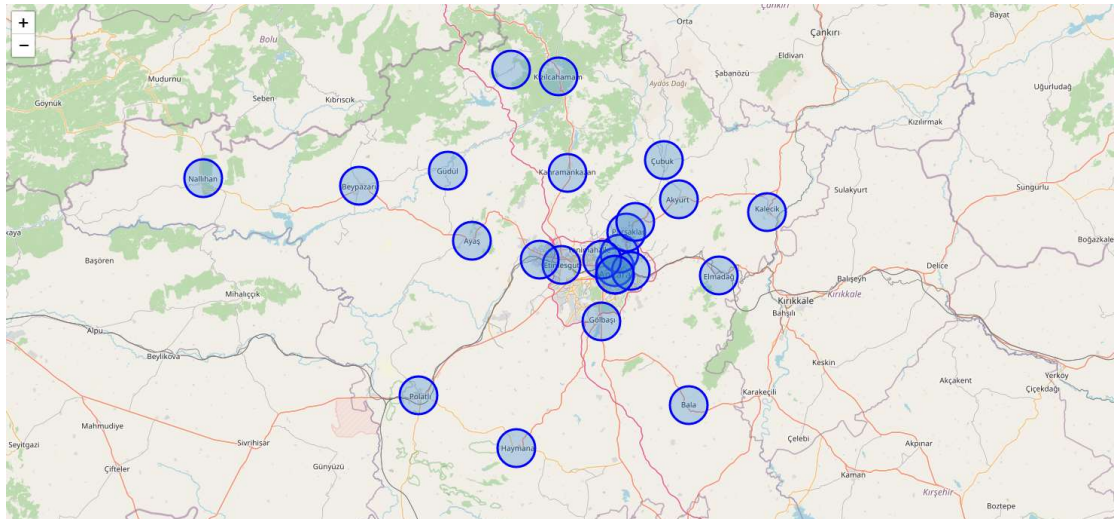 +
−
Bolu
Orta
Çankırı
Bayat
Çankırı
Eldivan
Mudurnu
Göynük
Seben
Kıbrıscık
Kızılcahamam
Aydos Dağı
Şabanözü
Uğurludağ
Kızılırmak
Çubuk
Güdül
Kahramankazan
Nallıhan
Beypazarı
Akyurt
Kalecik
Sulakyurt
Sungurlu
Pursaklar
Ayaş
Boğazkale
Başören
Etimesgut
Elmadağ
Balışeyh
Delice
Mihalıççık
Kırıkkale
Kırıkkale
Bahşılı
Gölbaşı
Alpu
Beylikova
Keskin
Yerköy
Akçakent
Çiçekdağı
Polatlı
Bala
Karakeçili
Mahmudiye
Seyitgazi
Sivrihisar
Haymana
Çelebi
Akpınar
Çifteler
Günyüzü
Kaman
Kırşehir
Boztepe